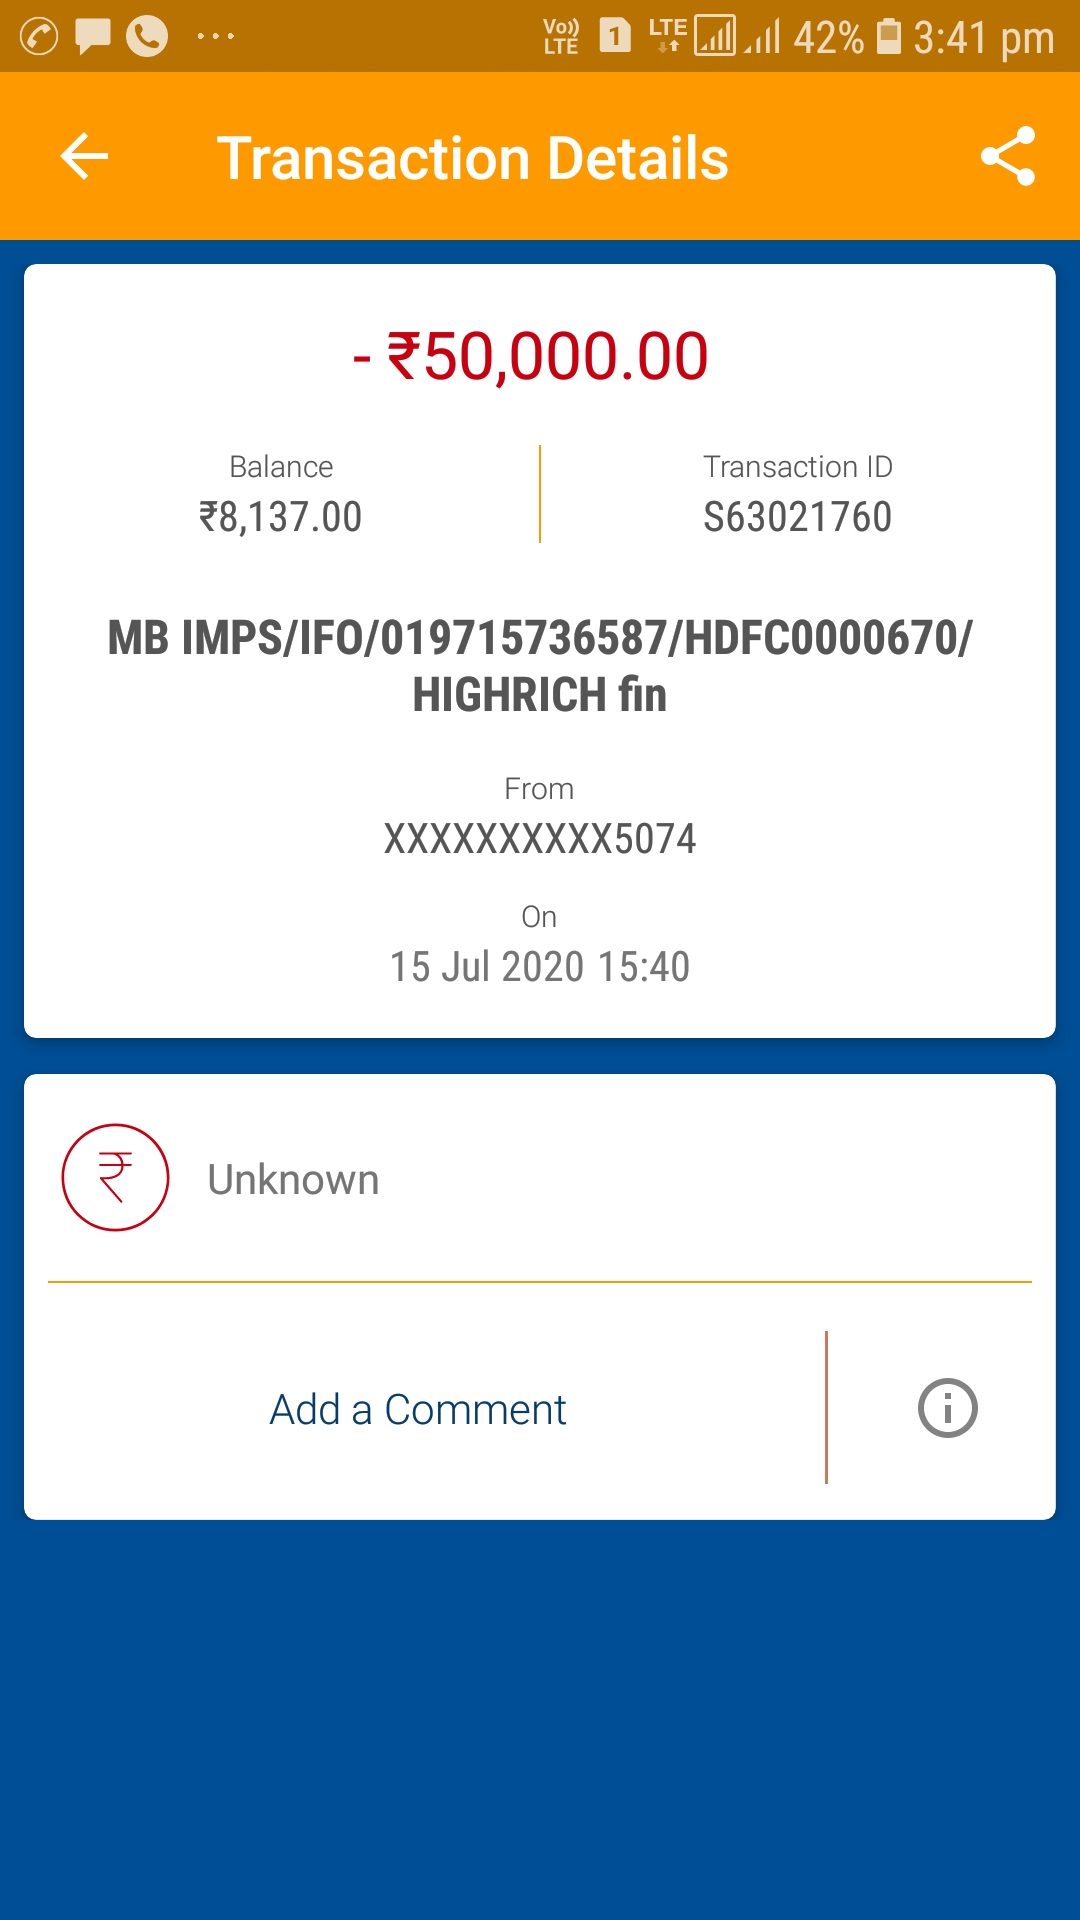 Vo)) LTE 1 LTE 42% 3:41 pm
Transaction Details
- ₹50,000.00
Balance
₹8,137.00
Transaction ID
S63021760
MB IMPS/IFO/019715736587/HDFC0000670/
HIGHRICH fin
From
XXXXXXXXXX5074
On
15 Jul 2020 15:40
Unknown
Add a Comment